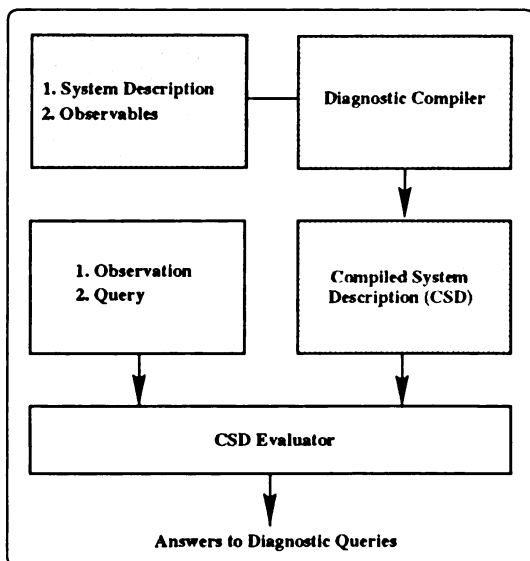 1. System Description
2. Observables
Diagnostic Compiler
1. Observation
2. Query
Compiled System
Description (CSD)
CSD Evaluator
Answers to Diagnostic Queries